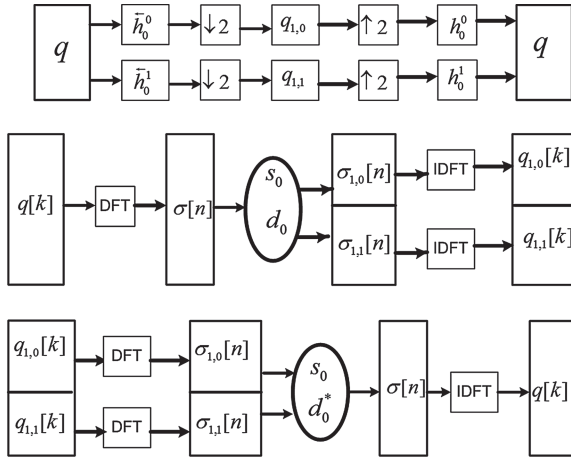 q h̄₀⁰ ↓2 q₁,₀ ↑2 h₀⁰ q
h̄₀¹ ↓2 q₁,₁ ↑2 h₀¹
q[k] DFT σ[n] s₀ d₀
σ₁,₀[n] IDFT q₁,₀[k]
σ₁,₁[n] IDFT q₁,₁[k]
q₁,₀[k] DFT σ₁,₀[n]
q₁,₁[k] DFT σ₁,₁[n]
s₀ d₀* σ[n] IDFT q[k]